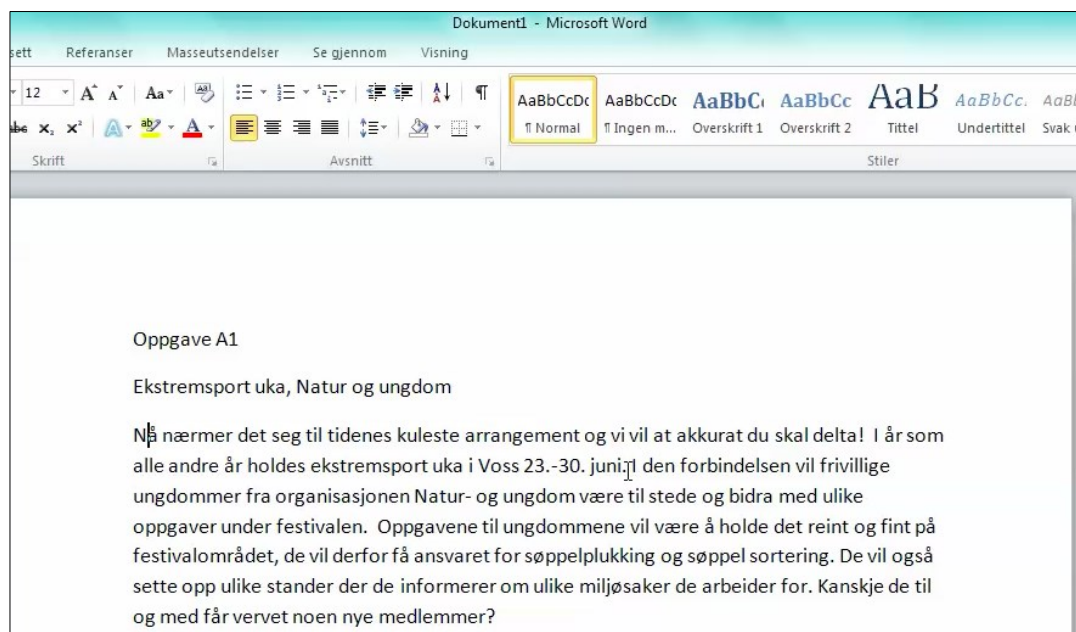 Dokument1 - Microsoft Word
sett Referanser Masseutsendelser Se gjennom Visning
12 A A Aa AaBbCcDc AaBbCcDc AaBbC AaBbCc AaB AaBbCc. AaBb
abe x₂ x² A ab A ¶ Normal ¶ Ingen m... Overskrift 1 Overskrift 2 Tittel Undertittel Svak
Skrift Avsnitt Stiler
Oppgave A1
Ekstremsport uka, Natur og ungdom
Nå nærmer det seg til tidenes kuleste arrangement og vi vil at akkurat du skal delta!  I år som
alle andre år holdes ekstremsport uka i Voss 23.-30. juni. I den forbindelsen vil frivillige
ungdommer fra organisasjonen Natur- og ungdom være til stede og bidra med ulike
oppgaver under festivalen.  Oppgavene til ungdommene vil være å holde det reint og fint på
festivalområdet, de vil derfor få ansvaret for søppelplukking og søppel sortering. De vil også
sette opp ulike stander der de informerer om ulike miljøsaker de arbeider for. Kanskje de til
og med får vervet noen nye medlemmer?